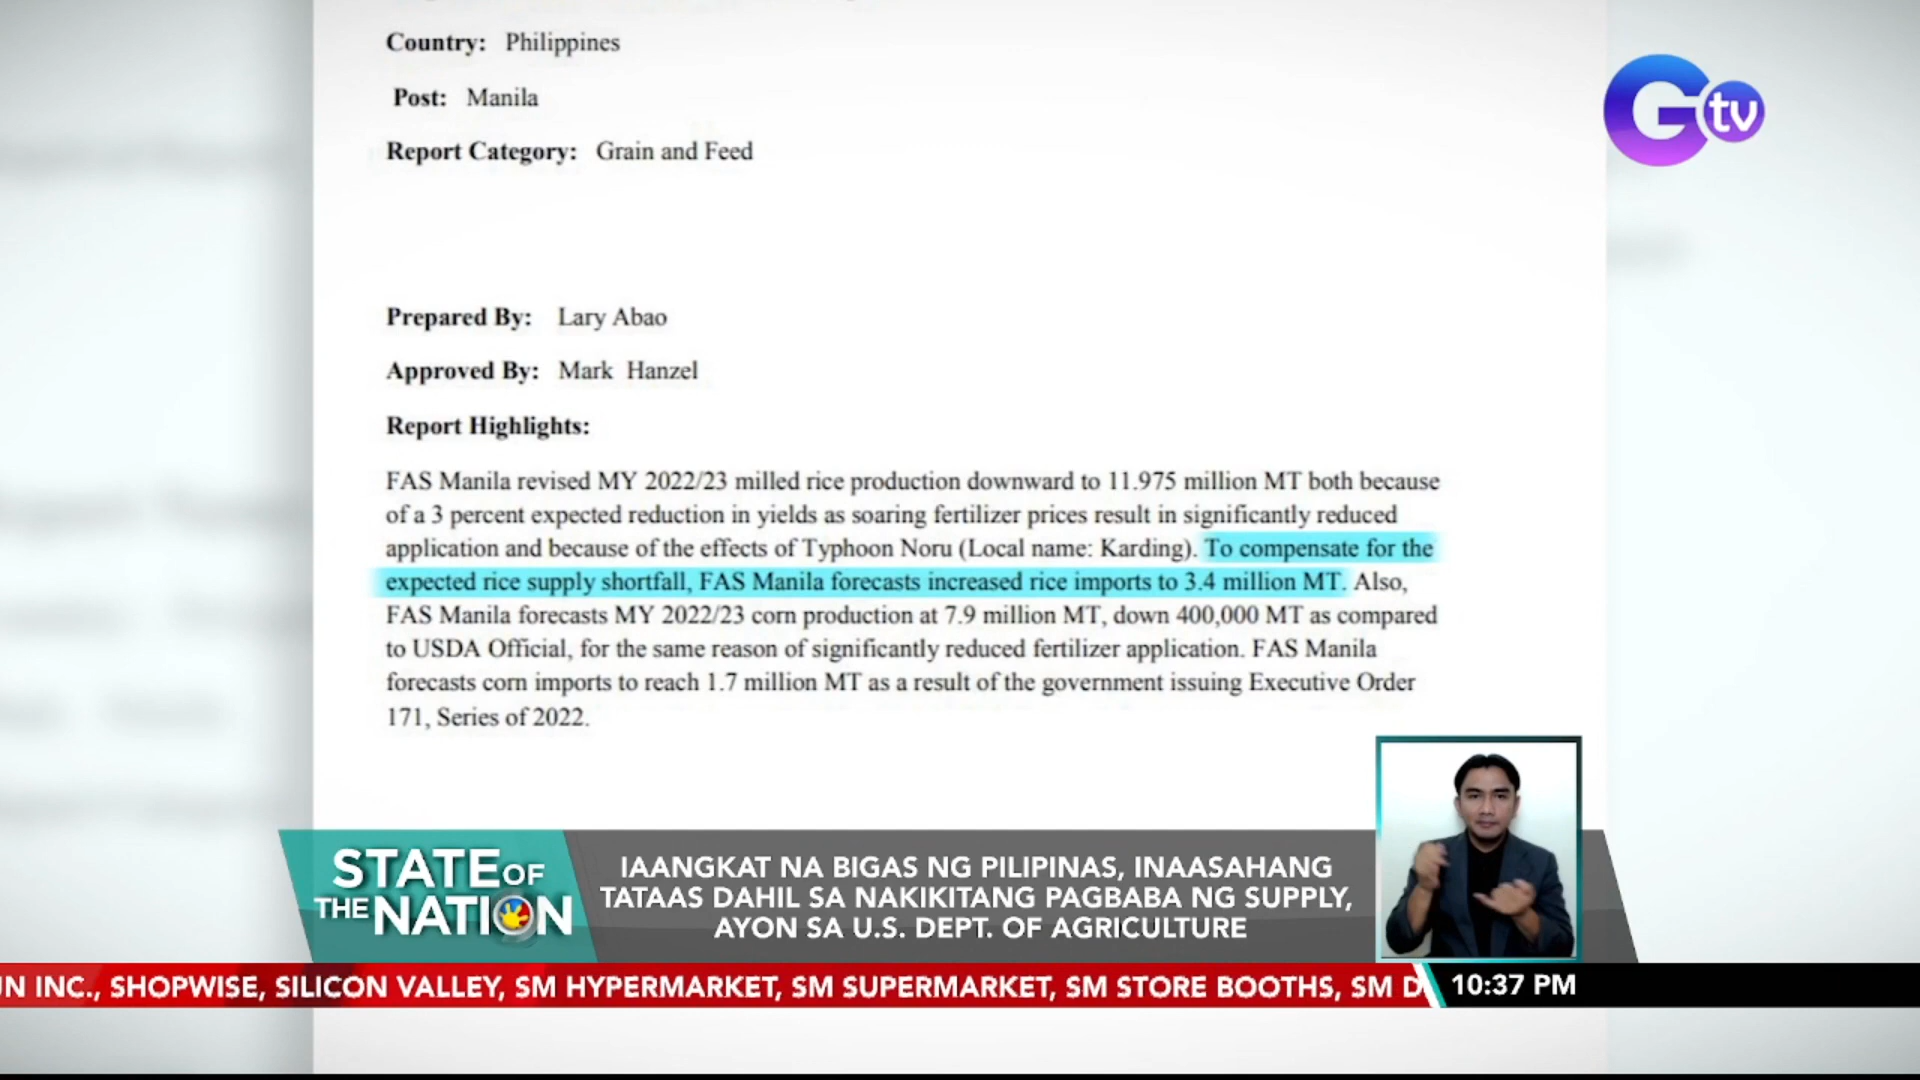 Country: Philippines
Post: Manila
Report Category: Grain and Feed
Prepared By: Lary Abao
Approved By: Mark Hanzel
Report Highlights:
FAS Manila revised MY 2022/23 milled rice production downward to 11.975 million MT both because
of a 3 percent expected reduction in yields as soaring fertilizer prices result in significantly reduced
application and because of the effects of Typhoon Noru (Local name: Karding). To compensate for the
expected rice supply shortfall, FAS Manila forecasts increased rice imports to 3.4 million MT. Also,
FAS Manila forecasts MY 2022/23 corn production at 7.9 million MT, down 400,000 MT as compared
to USDA Official, for the same reason of significantly reduced fertilizer application. FAS Manila
forecasts corn imports to reach 1.7 million MT as a result of the government issuing Executive Order
171, Series of 2022.
G tv
STATE OF
THE NATION
IAANGKAT NA BIGAS NG PILIPINAS, INAASAHANG
TATAAS DAHIL SA NAKIKITANG PAGBABA NG SUPPLY,
AYON SA U.S. DEPT. OF AGRICULTURE
UN INC., SHOPWISE, SILICON VALLEY, SM HYPERMARKET, SM SUPERMARKET, SM STORE BOOTHS, SM D
10:37 PM